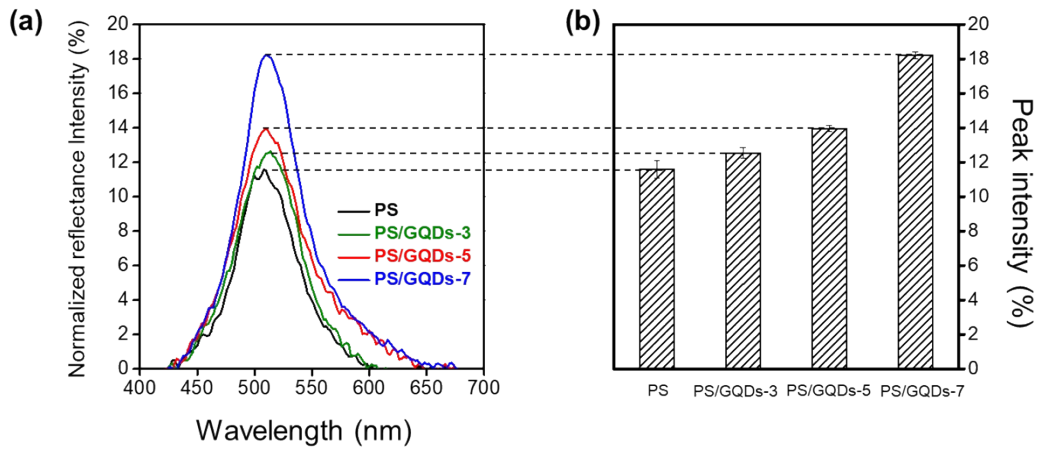 (a)
Normalized reflectance Intensity (%)
20
18
16
14
12
10
8
6
4
2
0
400 450 500 550 600 650 700
Wavelength (nm)
PS
PS/GQDs-3
PS/GQDs-5
PS/GQDs-7
(b)
20
18
16
14
12
10
8
6
4
2
0
Peak intensity (%)
PS PS/GQDs-3 PS/GQDs-5 PS/GQDs-7